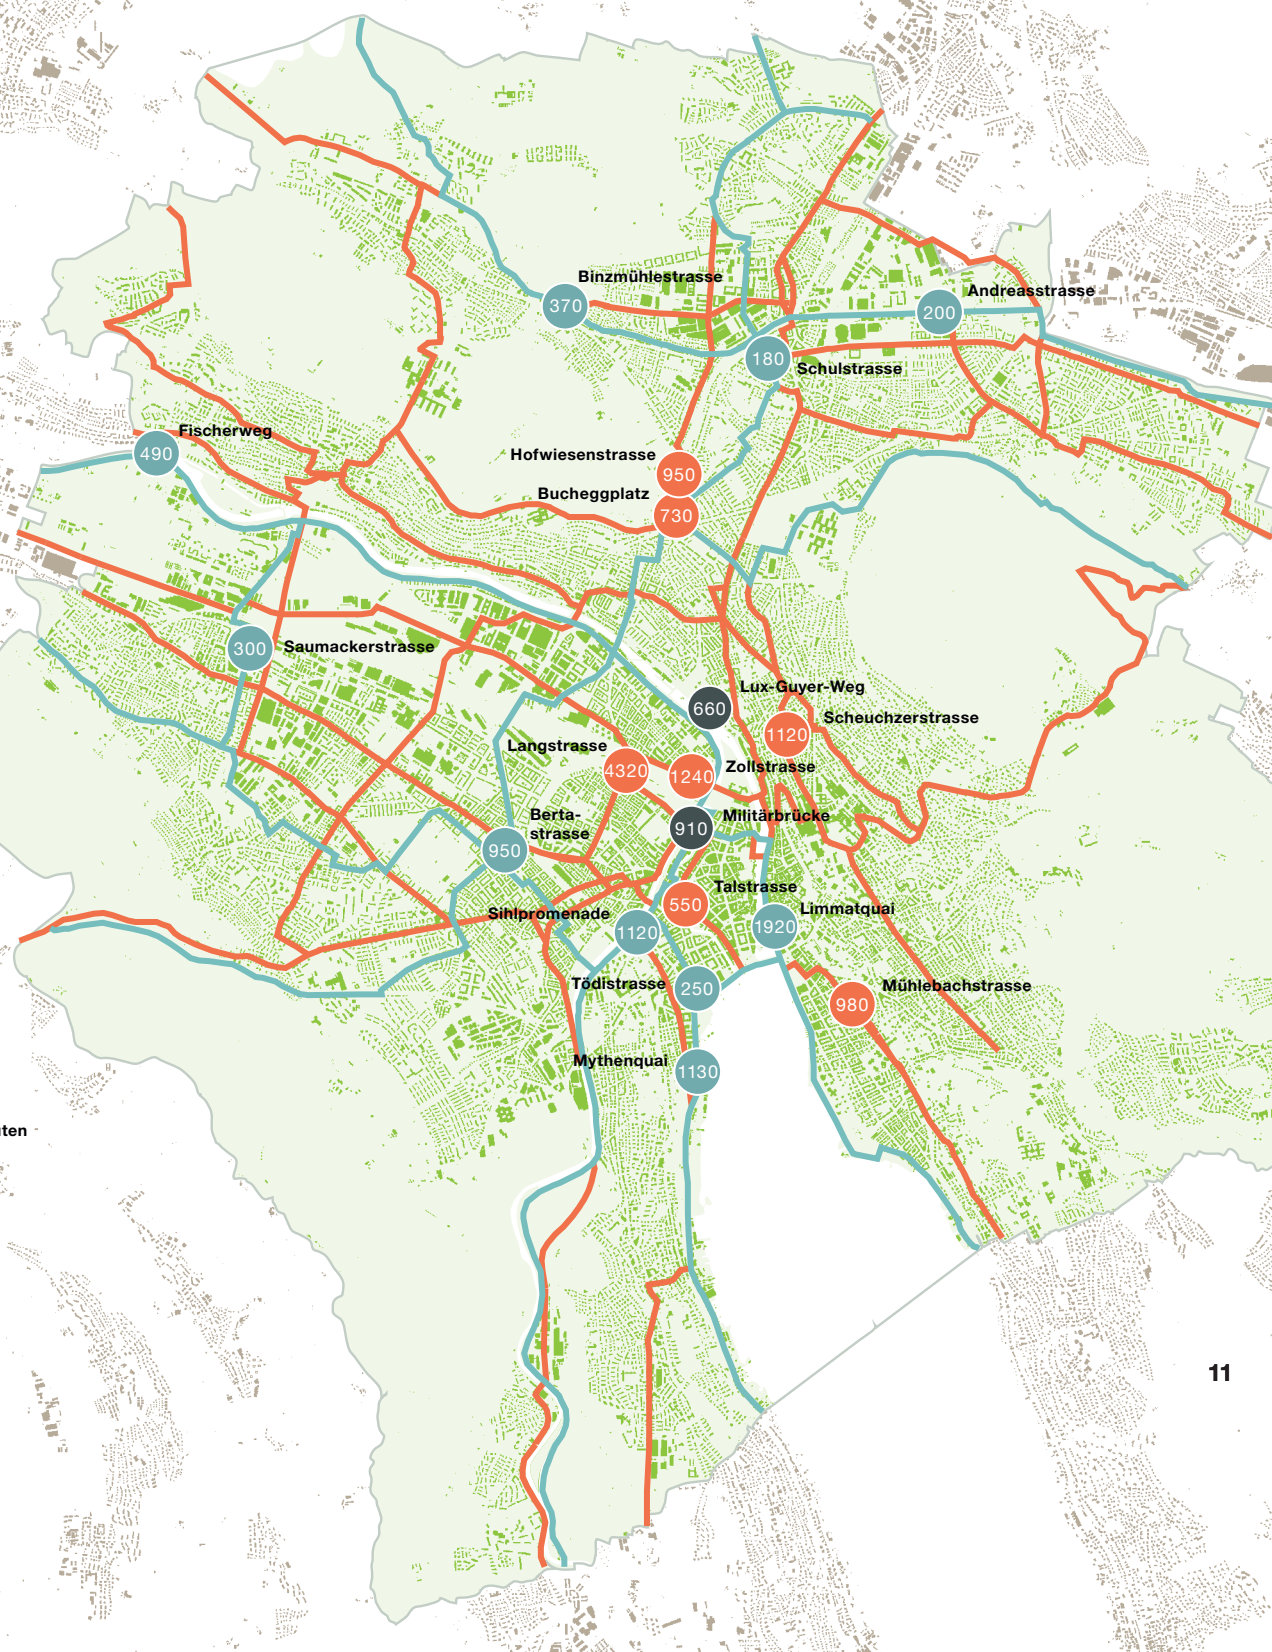 Binzmühlestrasse
370
Andreasstrasse
200
180
Schulstrasse
Fischerweg
490
Hofwiesenstrasse
950
Bucheggplatz
730
300
Saumackerstrasse
Lux-Guyer-Weg
660
Scheuchzerstrasse
1120
Langstrasse
4320
1240
Zollstrasse
Berta-
strasse
950
910
Militärbrücke
Talstrasse
550
Limmatquai
1920
Sihlpromenade
1120
Tödistrasse
250
Mühlebachstrasse
980
Mythenquai
1130
ten
11